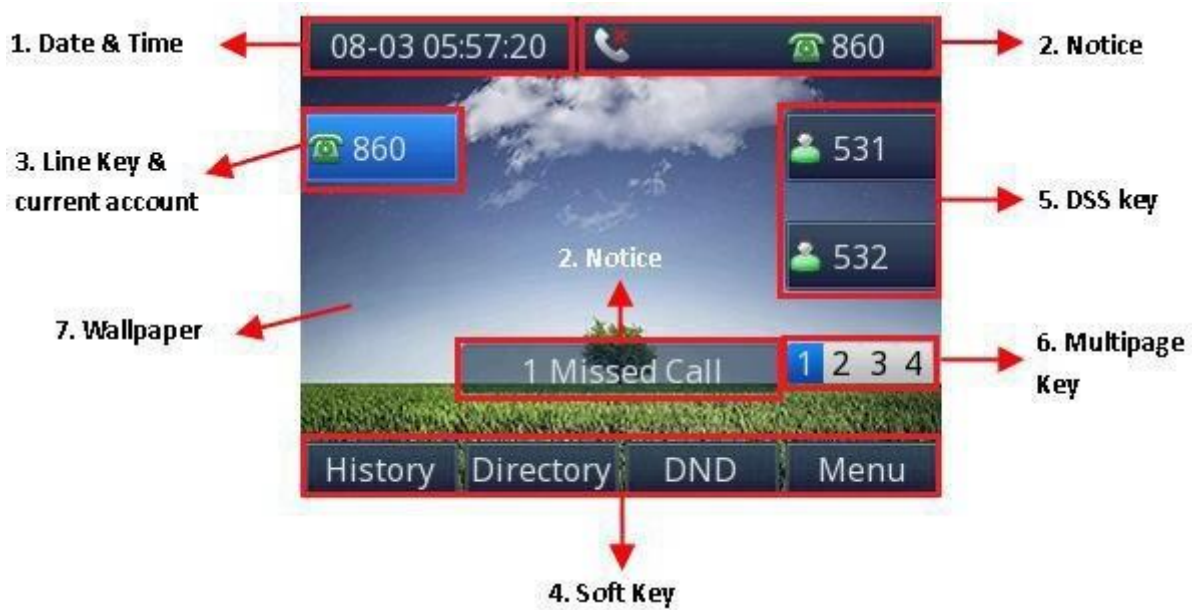 1. Date & Time
08-03 05:57:20
860
2. Notice
3. Line Key &
current account
860
531
532
5. DSS key
2. Notice
7. Wallpaper
1 Missed Call
1 2 3 4
6. Multipage
Key
History
Directory
DND
Menu
4. Soft Key